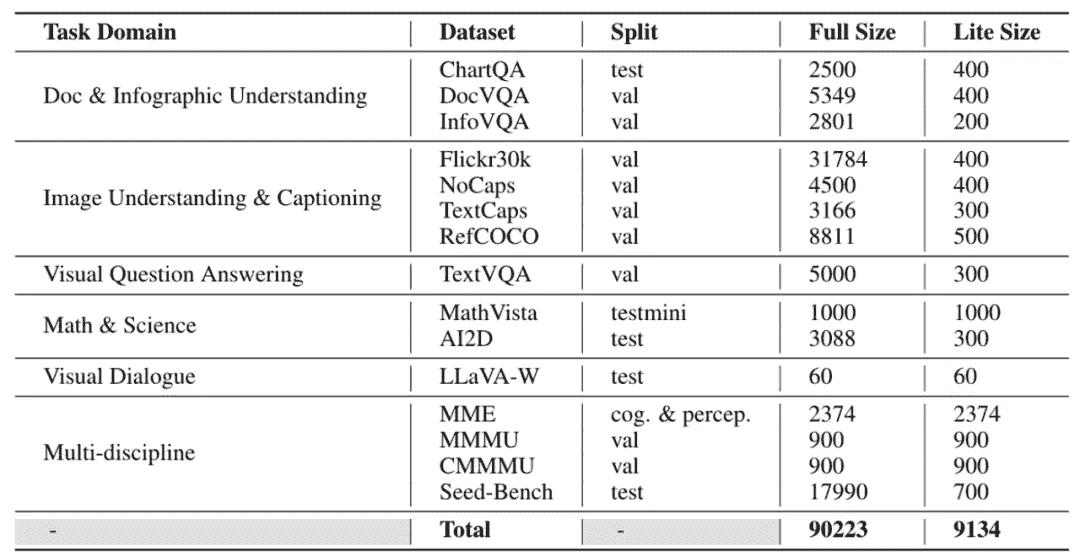 Task Domain Dataset Split Full Size Lite Size
ChartQA test 2500 400
Doc & Infographic Understanding DocVQA val 5349 400
InfoVQA val 2801 200
Flickr30k val 31784 400
Image Understanding & Captioning NoCaps val 4500 400
TextCaps val 3166 300
RefCOCO val 8811 500
Visual Question Answering TextVQA val 5000 300
Math & Science MathVista testmini 1000 1000
AI2D test 3088 300
Visual Dialogue LLaVA-W test 60 60
MME cog. & percep. 2374 2374
Multi-discipline MMMU val 900 900
CMMMU val 900 900
Seed-Bench test 17990 700
- Total - 90223 9134